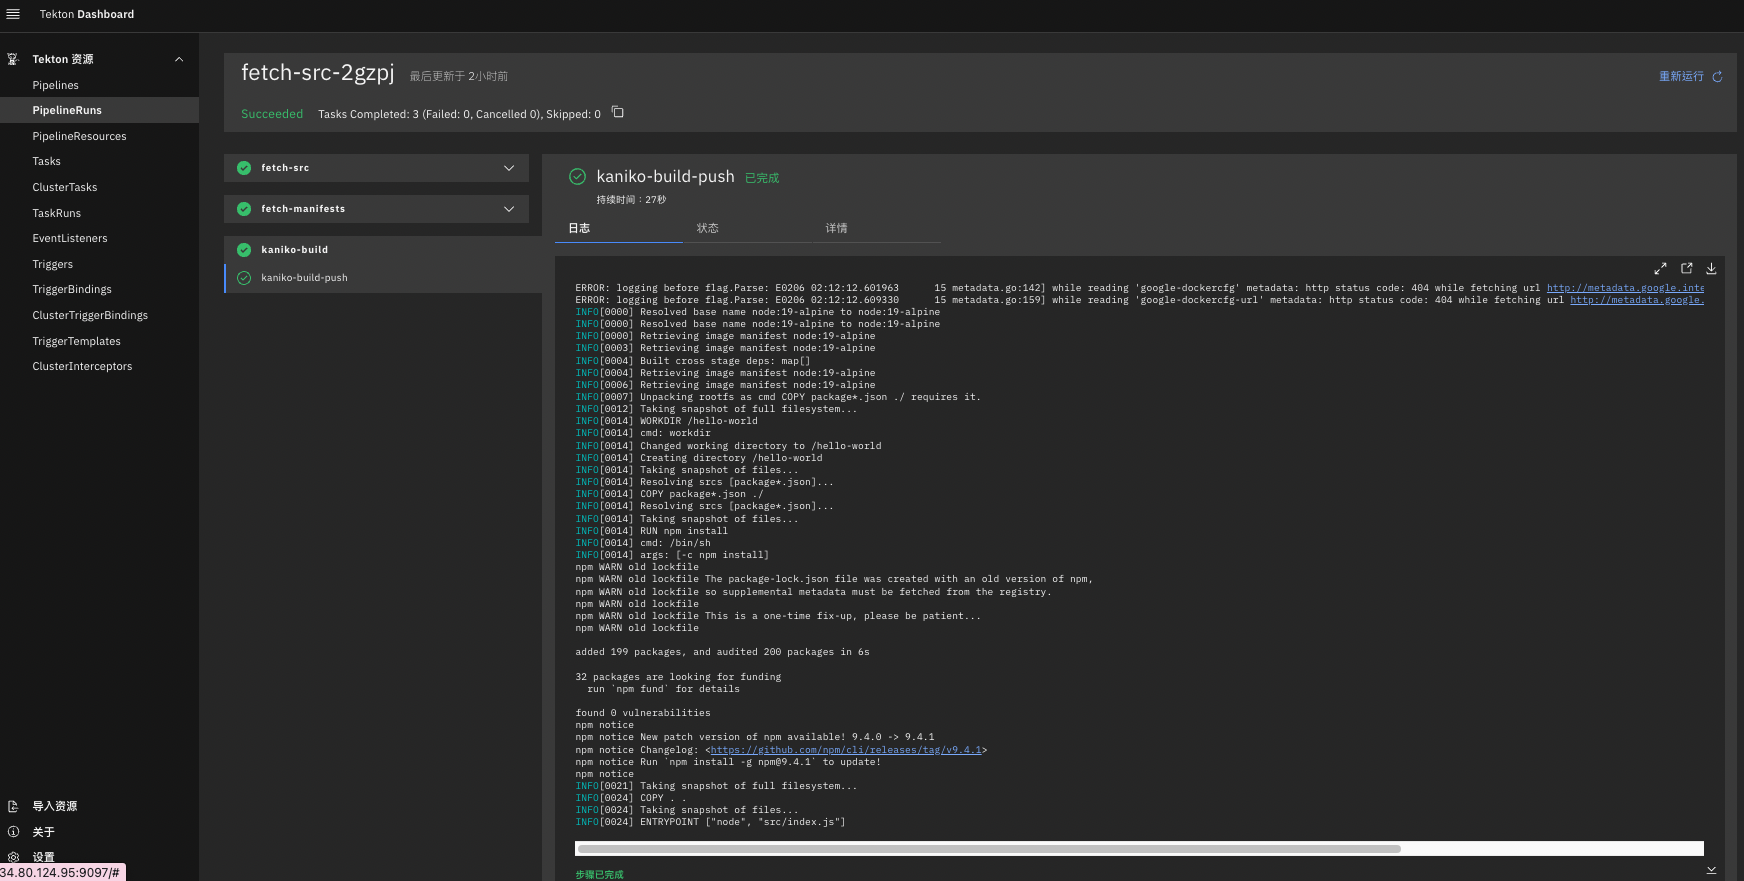 Tekton Dashboard
Tekton 资源
Pipelines
PipelineRuns
PipelineResources
Tasks
ClusterTasks
TaskRuns
EventListeners
Triggers
TriggerBindings
ClusterTriggerBindings
TriggerTemplates
ClusterInterceptors
导入资源
关于
设置
34.80.124.95:9097/#
fetch-src-2gzpj 最后更新于 2小时前
重新运行
Succeeded Tasks Completed: 3 (Failed: 0, Cancelled 0), Skipped: 0
fetch-src
fetch-manifests
kaniko-build
kaniko-build-push
kaniko-build-push 已完成
持续时间：27秒
日志 状态 详情
ERROR: logging before flag.Parse: E0206 02:12:12.601963 15 metadata.go:142] while reading 'google-dockercfg' metadata: http status code: 404 while fetching url http://metadata.google.inte
ERROR: logging before flag.Parse: E0206 02:12:12.609330 15 metadata.go:159] while reading 'google-dockercfg-url' metadata: http status code: 404 while fetching url http://metadata.google.
INFO[0000] Resolved base name node:19-alpine to node:19-alpine
INFO[0000] Resolved base name node:19-alpine to node:19-alpine
INFO[0000] Retrieving image manifest node:19-alpine
INFO[0003] Retrieving image manifest node:19-alpine
INFO[0004] Built cross stage deps: map[]
INFO[0004] Retrieving image manifest node:19-alpine
INFO[0006] Retrieving image manifest node:19-alpine
INFO[0007] Unpacking rootfs as cmd COPY package*.json ./ requires it.
INFO[0012] Taking snapshot of full filesystem...
INFO[0014] WORKDIR /hello-world
INFO[0014] cmd: workdir
INFO[0014] Changed working directory to /hello-world
INFO[0014] Creating directory /hello-world
INFO[0014] Taking snapshot of files...
INFO[0014] Resolving srcs [package*.json]...
INFO[0014] COPY package*.json ./
INFO[0014] Resolving srcs [package*.json]...
INFO[0014] Taking snapshot of files...
INFO[0014] RUN npm install
INFO[0014] cmd: /bin/sh
INFO[0014] args: [-c npm install]
npm WARN old lockfile
npm WARN old lockfile The package-lock.json file was created with an old version of npm,
npm WARN old lockfile so supplemental metadata must be fetched from the registry.
npm WARN old lockfile
npm WARN old lockfile This is a one-time fix-up, please be patient...
npm WARN old lockfile
added 199 packages, and audited 200 packages in 6s
32 packages are looking for funding
run `npm fund` for details
found 0 vulnerabilities
npm notice
npm notice New patch version of npm available! 9.4.0 -> 9.4.1
npm notice Changelog: <https://github.com/npm/cli/releases/tag/v9.4.1>
npm notice Run `npm install -g npm@9.4.1` to update!
npm notice
INFO[0021] Taking snapshot of full filesystem...
INFO[0024] COPY . .
INFO[0024] Taking snapshot of files...
INFO[0024] ENTRYPOINT ["node", "src/index.js"]
步骤已完成